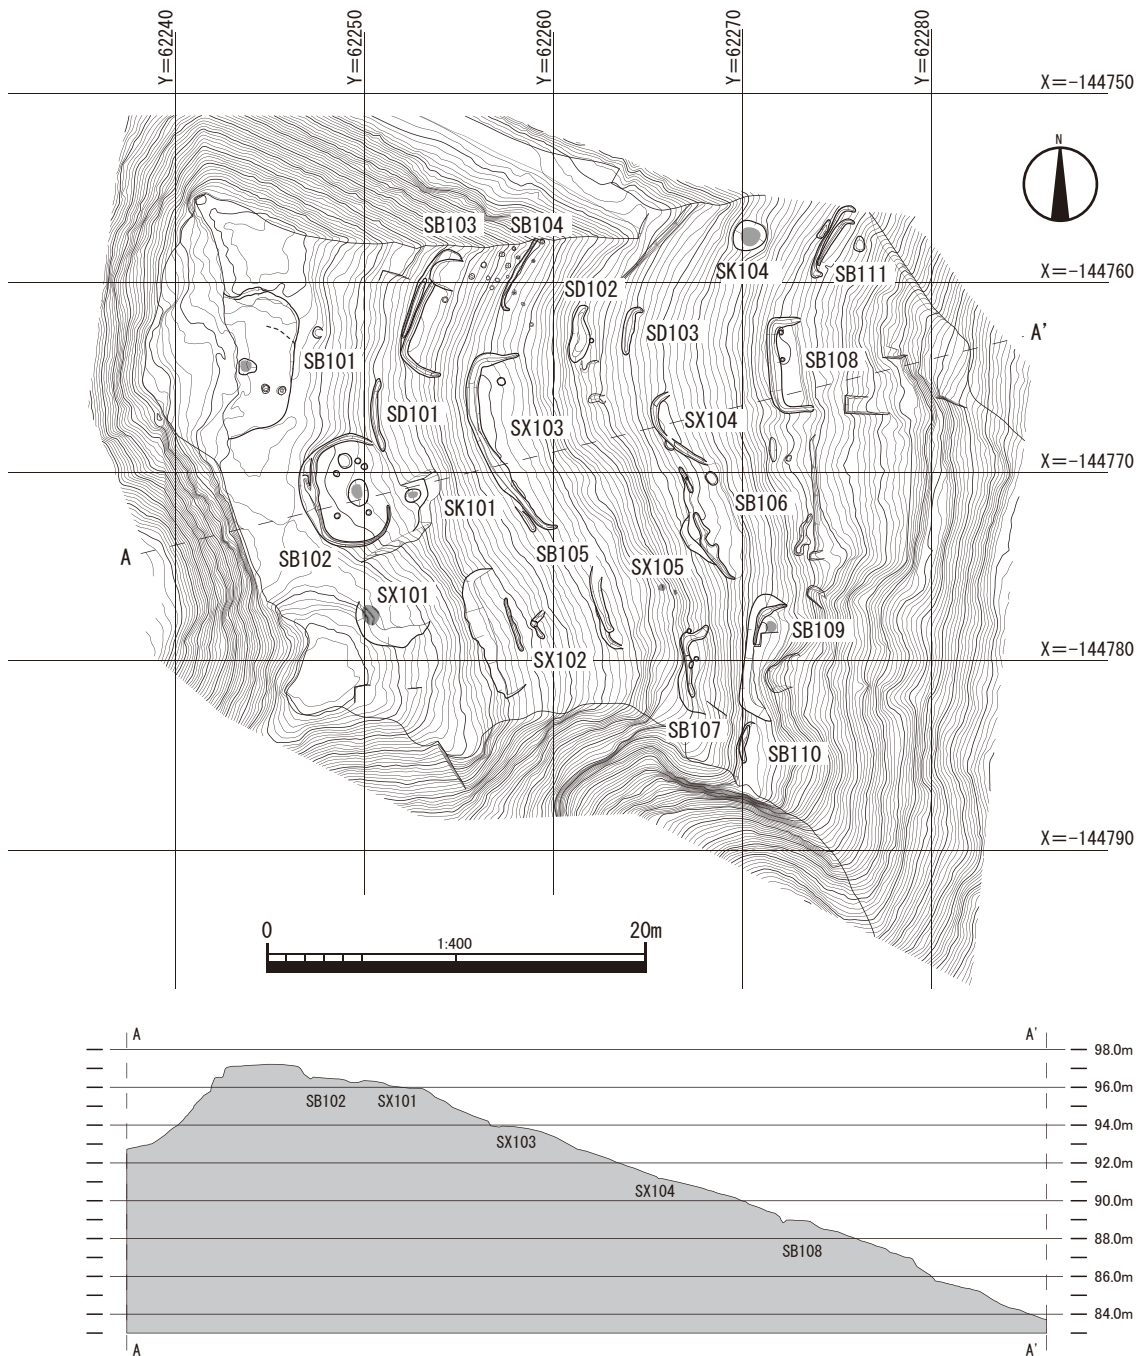 Y=62240
Y=62250
Y=62260
Y=62270
Y=62280
X=-144750
N
SB103
SB104
SK104
SB111
X=-144760
SD102
SD103
A'
SB101
SB108
SD101
SX103
SX104
X=-144770
SK101
SB106
A
SB102
SB105
SX105
SX101
SB109
X=-144780
SX102
SB107
SB110
X=-144790
0
1:400
20m
A
A'
98.0m
96.0m
SB102
SX101
94.0m
SX103
92.0m
SX104
90.0m
88.0m
SB108
86.0m
84.0m
A
A'